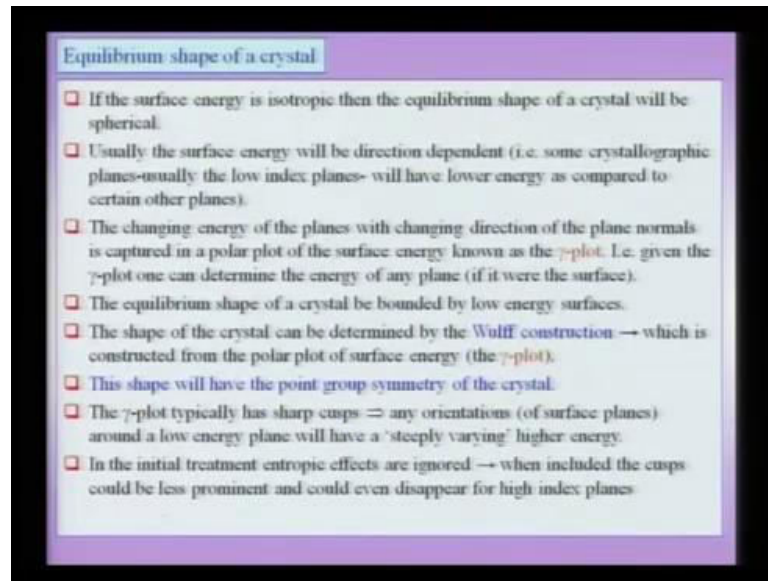 Equilibrium shape of a crystal
If the surface energy is isotropic then the equilibrium shape of a crystal will be
spherical.
Usually the surface energy will be direction dependent (i.e. some crystallographic
planes-usually the low index planes- will have lower energy as compared to
certain other planes).
The changing energy of the planes with changing direction of the plane normals
is captured in a polar plot of the surface energy known as the γ-plot. I.e. given the
γ-plot one can determine the energy of any plane (if it were the surface).
The equilibrium shape of a crystal be bounded by low energy surfaces.
The shape of the crystal can be determined by the Wulff construction → which is
constructed from the polar plot of surface energy (the γ-plot).
This shape will have the point group symmetry of the crystal.
The γ-plot typically has sharp cusps ⇒ any orientations (of surface planes)
around a low energy plane will have a 'steeply varying' higher energy.
In the initial treatment entropic effects are ignored → when included the cusps
could be less prominent and could even disappear for high index planes